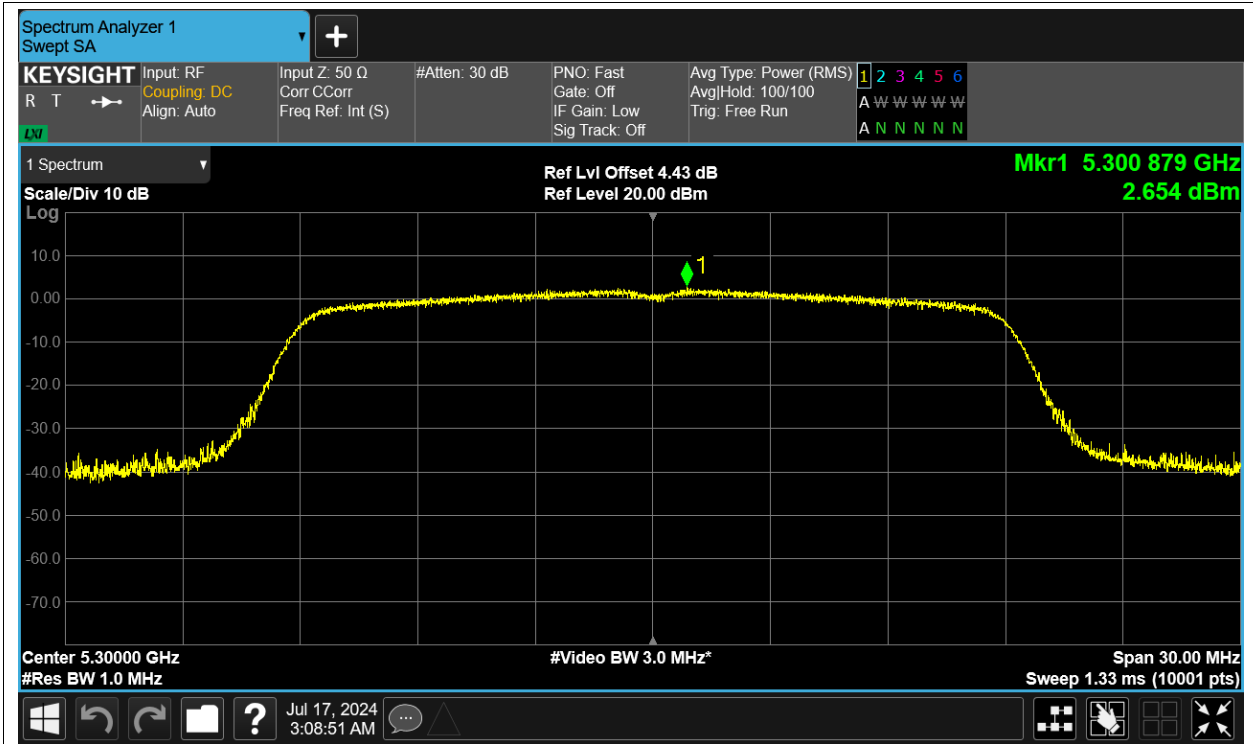 Spectrum Analyzer 1
Swept SA
+
KEYSIGHT
R T
LXI
Input: RF
Coupling: DC
Align: Auto
Input Z: 50 Ω
Corr CCorr
Freq Ref: Int (S)
#Atten: 30 dB
PNO: Fast
Gate: Off
IF Gain: Low
Sig Track: Off
Avg Type: Power (RMS)
Avg|Hold: 100/100
Trig: Free Run
1 2 3 4 5 6
A W W W W W
A N N N N N
1 Spectrum
Scale/Div 10 dB
Log
Ref Lvl Offset 4.43 dB
Ref Level 20.00 dBm
Mkr1 5.300 879 GHz
2.654 dBm
1
10.0
0.00
-10.0
-20.0
-30.0
-40.0
-50.0
-60.0
-70.0
Center 5.30000 GHz
#Res BW 1.0 MHz
#Video BW 3.0 MHz*
Span 30.00 MHz
Sweep 1.33 ms (10001 pts)
?
Jul 17, 2024
3:08:51 AM